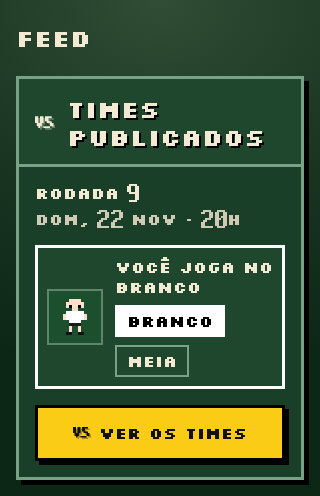 FEED
VS TIMES
PUBLICADOS
RODADA 9
DOM, 22 NOV · 20H
VOCÊ JOGA NO
BRANCO
BRANCO
MEIA
VS VER OS TIMES